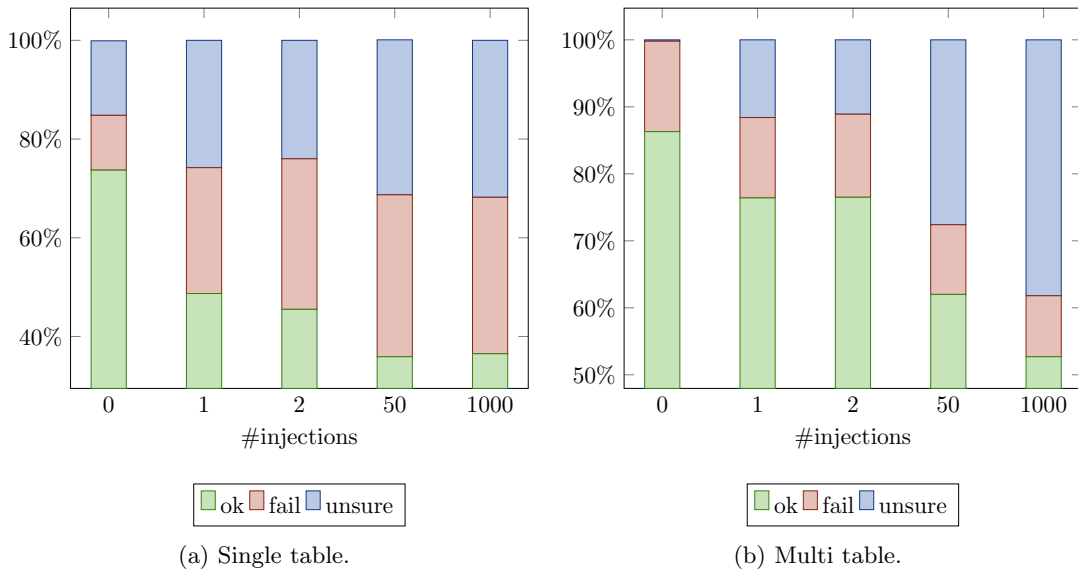 100%
80%
60%
40%
0 1 2 50 1000
#injections
ok fail unsure
(a) Single table.
100%
90%
80%
70%
60%
50%
0 1 2 50 1000
#injections
ok fail unsure
(b) Multi table.